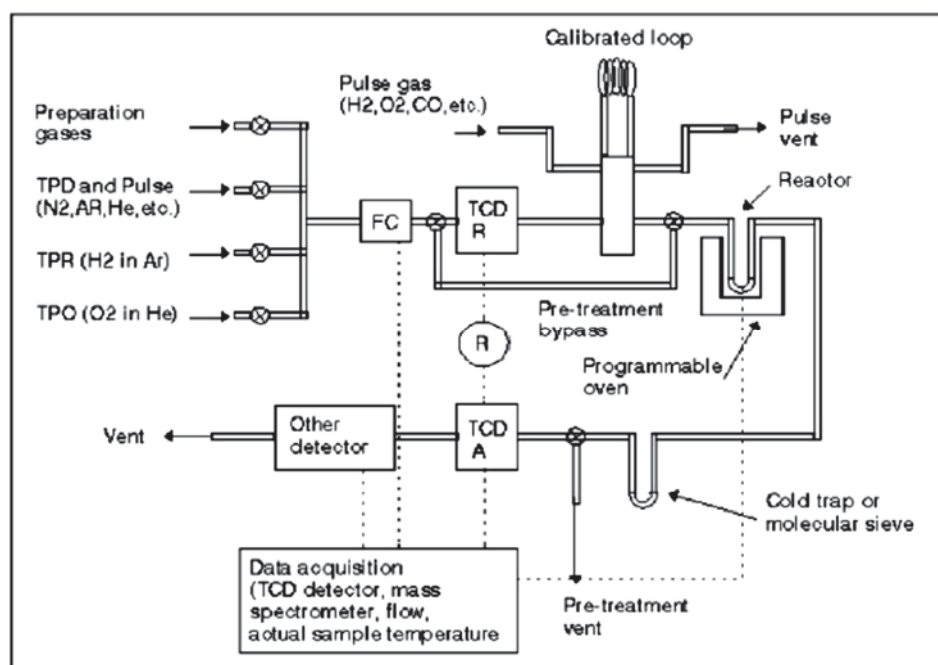 Calibrated loop
Pulse gas
(H2,O2,CO,etc.)
Pulse
vent
Preparation
gases
TPD and Pulse
(N2,AR,He,etc.)
TPR (H2 in Ar)
TPO (O2 in He)
FC
TCD
R
Reactor
Pre-treatment
bypass
R
Programmable
oven
Vent
Other
detector
TCD
A
Cold trap or
molecular sieve
Data acquisition
(TCD detector, mass
spectrometer, flow,
actual sample temperature
Pre-treatment
vent